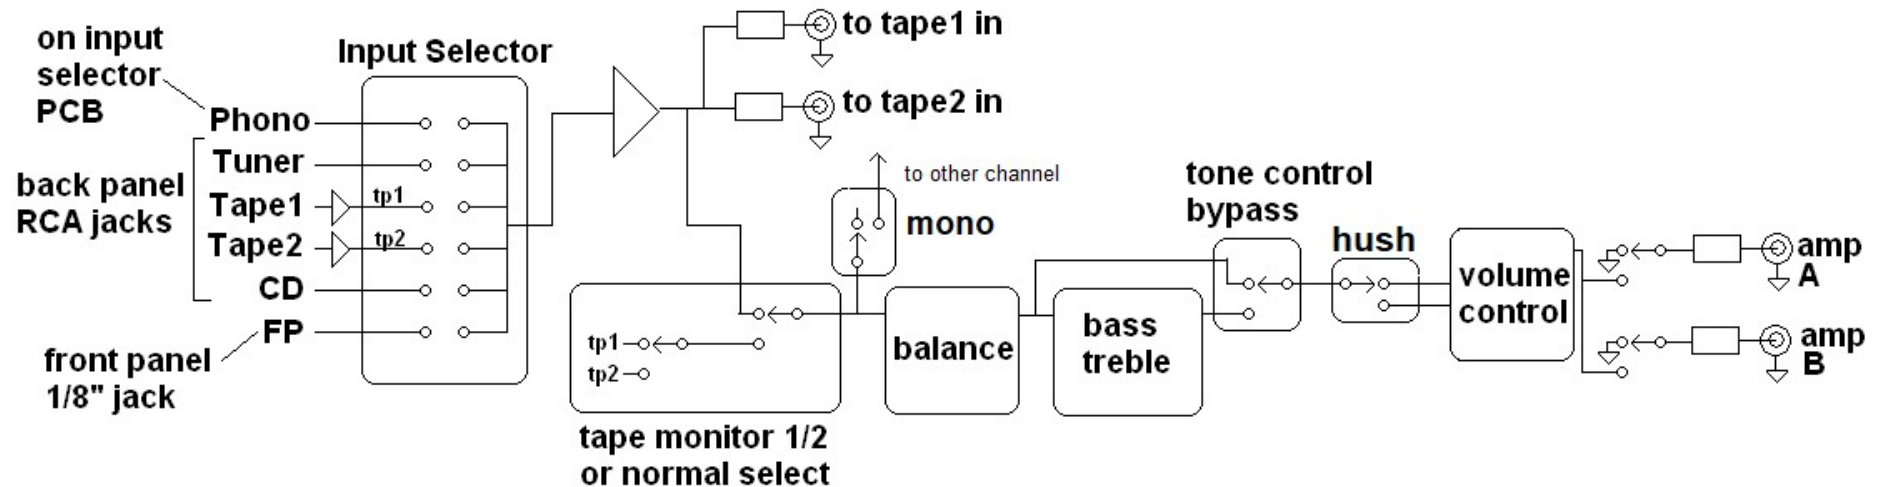 on input
selector
PCB
Input Selector
to tape1 in
to tape2 in
Phono
Tuner
Tape1
tp1
Tape2
tp2
CD
FP
back panel
RCA jacks
front panel
1/8" jack
to other channel
mono
tone control
bypass
hush
volume
control
amp
A
amp
B
tp1
tp2
balance
bass
treble
tape monitor 1/2
or normal select